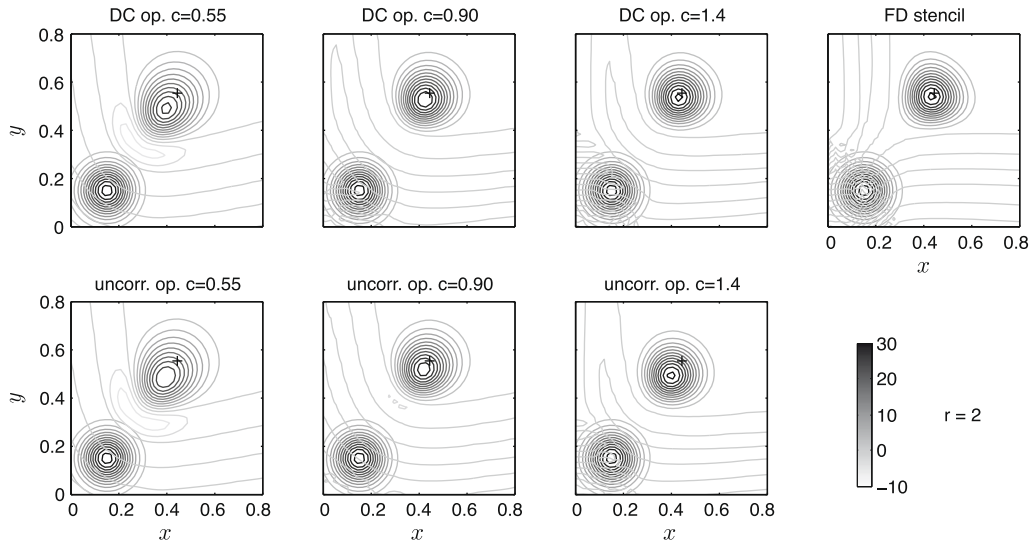 DC op. c=0.55
DC op. c=0.90
DC op. c=1.4
FD stencil
0.8
0.6
0.4
0.2
0
y
0 0.2 0.4 0.6 0.8
x
uncorr. op. c=0.55
uncorr. op. c=0.90
uncorr. op. c=1.4
0.8
0.6
0.4
0.2
0
y
0 0.2 0.4 0.6 0.8
x
0 0.2 0.4 0.6 0.8
x
0 0.2 0.4 0.6 0.8
x
30
20
10
0
−10
r = 2